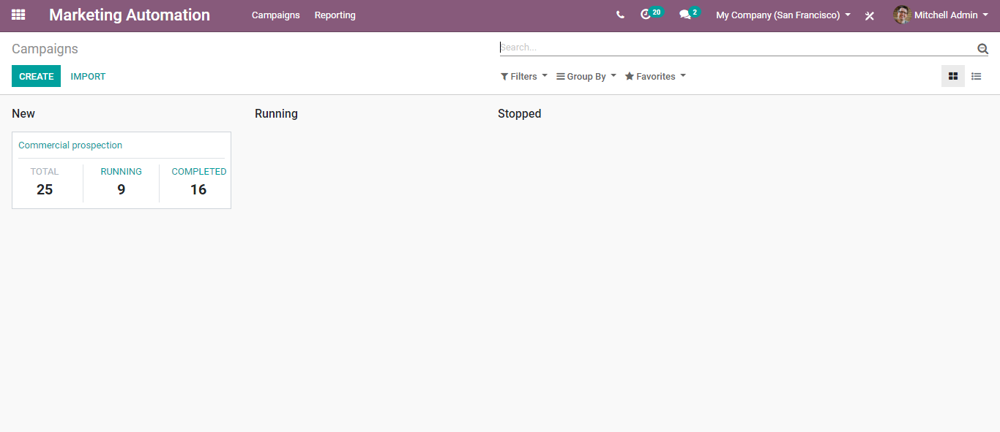 Marketing Automation Campaigns Reporting 20 2 My Company (San Francisco) Mitchell Admin
Campaigns Search...
CREATE IMPORT Filters Group By Favorites
New Running Stopped
Commercial prospection
TOTAL RUNNING COMPLETED
25 9 16